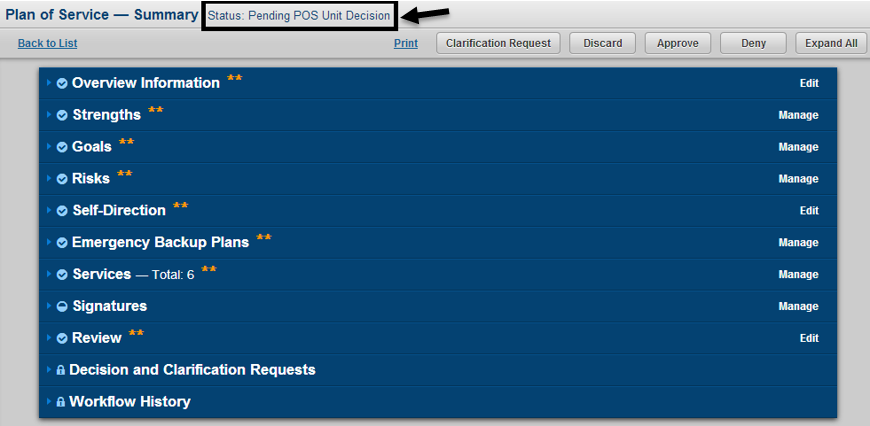 Plan of Service — Summary Status: Pending POS Unit Decision
Back to List Print Clarification Request Discard Approve Deny Expand All
Overview Information ** Edit
Strengths ** Manage
Goals ** Manage
Risks ** Manage
Self-Direction ** Edit
Emergency Backup Plans ** Manage
Services — Total: 6 ** Manage
Signatures Manage
Review ** Edit
Decision and Clarification Requests
Workflow History